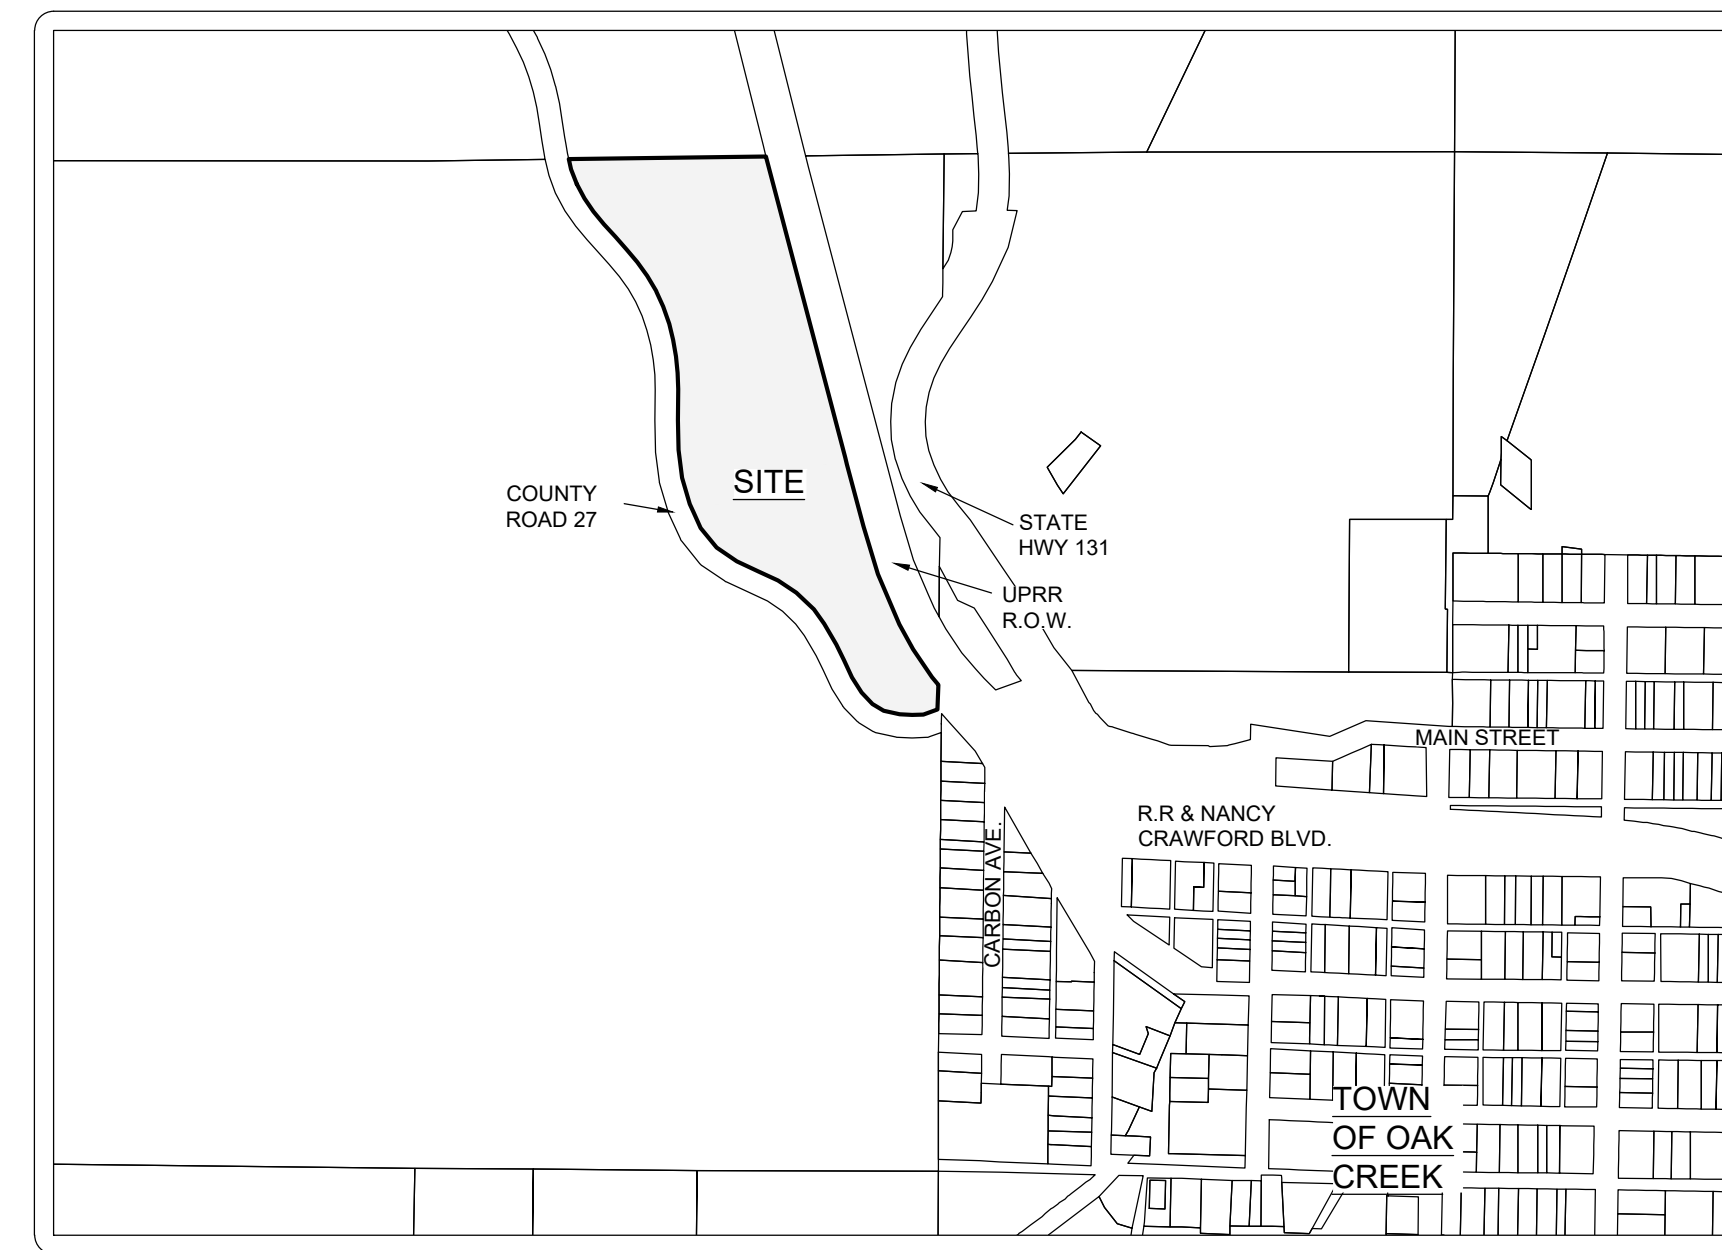 SITE
COUNTY
ROAD 27
STATE
HWY 131
UPRR
R.O.W.
MAIN STREET
R.R & NANCY
CRAWFORD BLVD.
CARBON AVE.
TOWN
OF OAK
CREEK